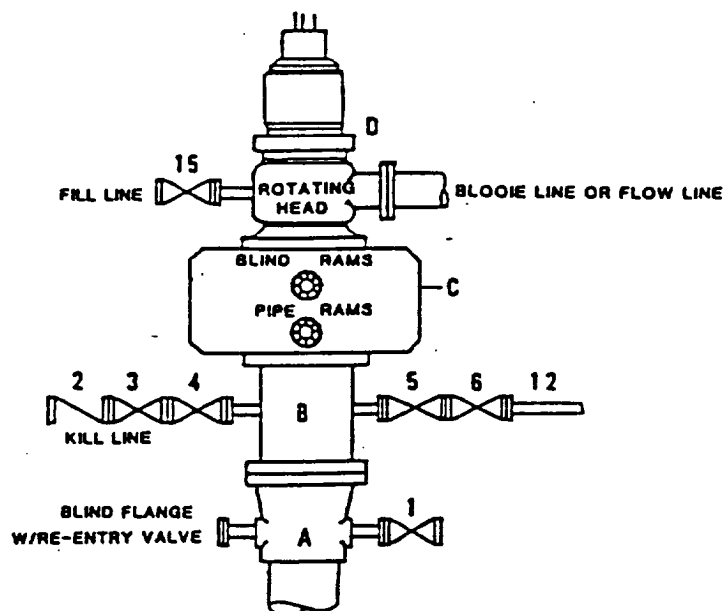 D
15
FILL LINE
ROTATING HEAD
BLOOIE LINE OR FLOW LINE
BLIND RAMS
C
PIPE RAMS
2 3 4
5 6 12
B
KILL LINE
BLIND FLANGE
W/RE-ENTRY VALVE
A
1